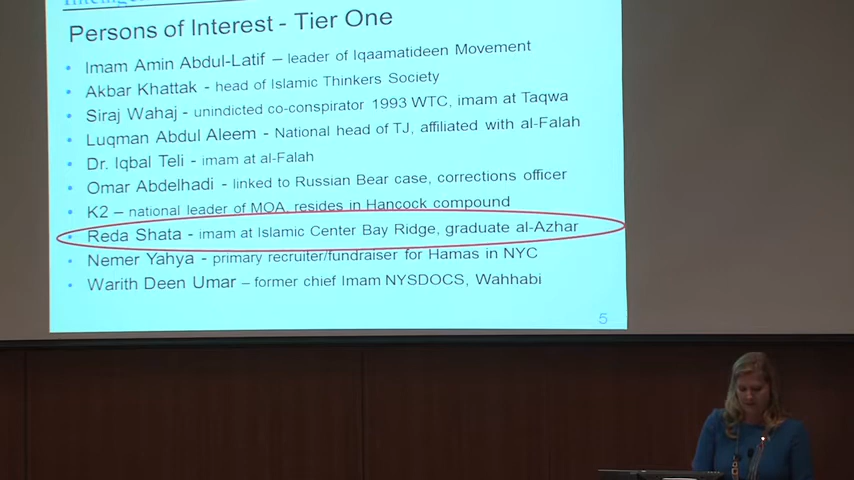 Persons of Interest - Tier One
• Imam Amin Abdul-Latif – leader of Iqaamatideen Movement
• Akbar Khattak - head of Islamic Thinkers Society
• Siraj Wahaj - unindicted co-conspirator 1993 WTC, imam at Taqwa
• Luqman Abdul Aleem - National head of TJ, affiliated with al-Falah
• Dr. Iqbal Teli - imam at al-Falah
• Omar Abdelhadi - linked to Russian Bear case, corrections officer
• K2 – national leader of MOA, resides in Hancock compound
• Reda Shata - imam at Islamic Center Bay Ridge, graduate al-Azhar
• Nemer Yahya - primary recruiter/fundraiser for Hamas in NYC
• Warith Deen Umar – former chief Imam NYSDOCS, Wahhabi
5